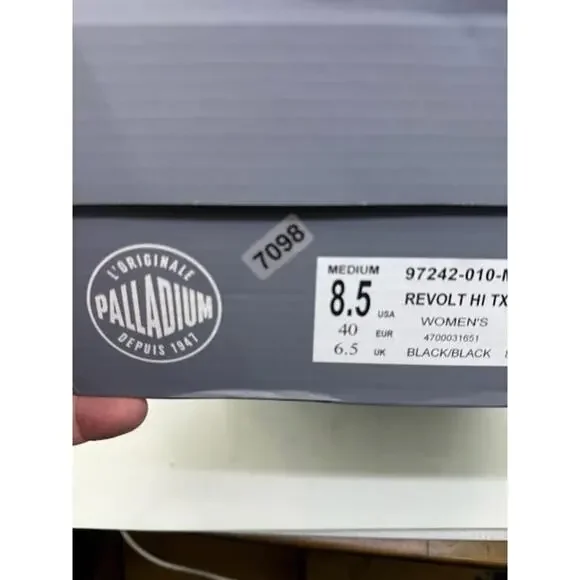 7098
L'ORIGINALE
PALLADIUM
DEPUIS 1947
MEDIUM
8.5 USA
40 EUR
6.5 UK
97242-010-M
REVOLT HI TX
WOMEN'S
4700031651
BLACK/BLACK